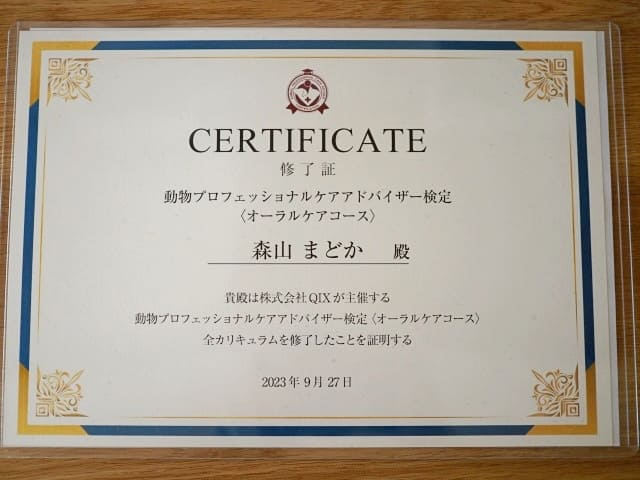 CERTIFICATE
修了証
動物プロフェッショナルケアアドバイザー検定
〈オーラルケアコース〉
森山 まどか 殿
貴殿は株式会社QIXが主催する
動物プロフェッショナルケアアドバイザー検定〈オーラルケアコース〉
全カリキュラムを修了したことを証明する
2023年9月27日